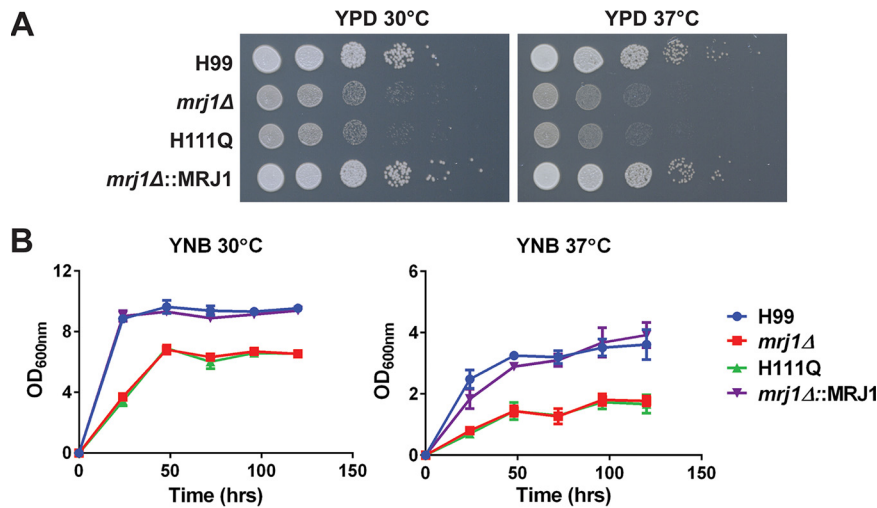 A
YPD 30°C
YPD 37°C
H99
mrj1Δ
H111Q
mrj1Δ::MRJ1
B
YNB 30°C
YNB 37°C
12
8
4
0
OD600nm
0
50
100
150
Time (hrs)
6
4
2
0
OD600nm
0
50
100
150
Time (hrs)
H99
mrj1Δ
H111Q
mrj1Δ::MRJ1